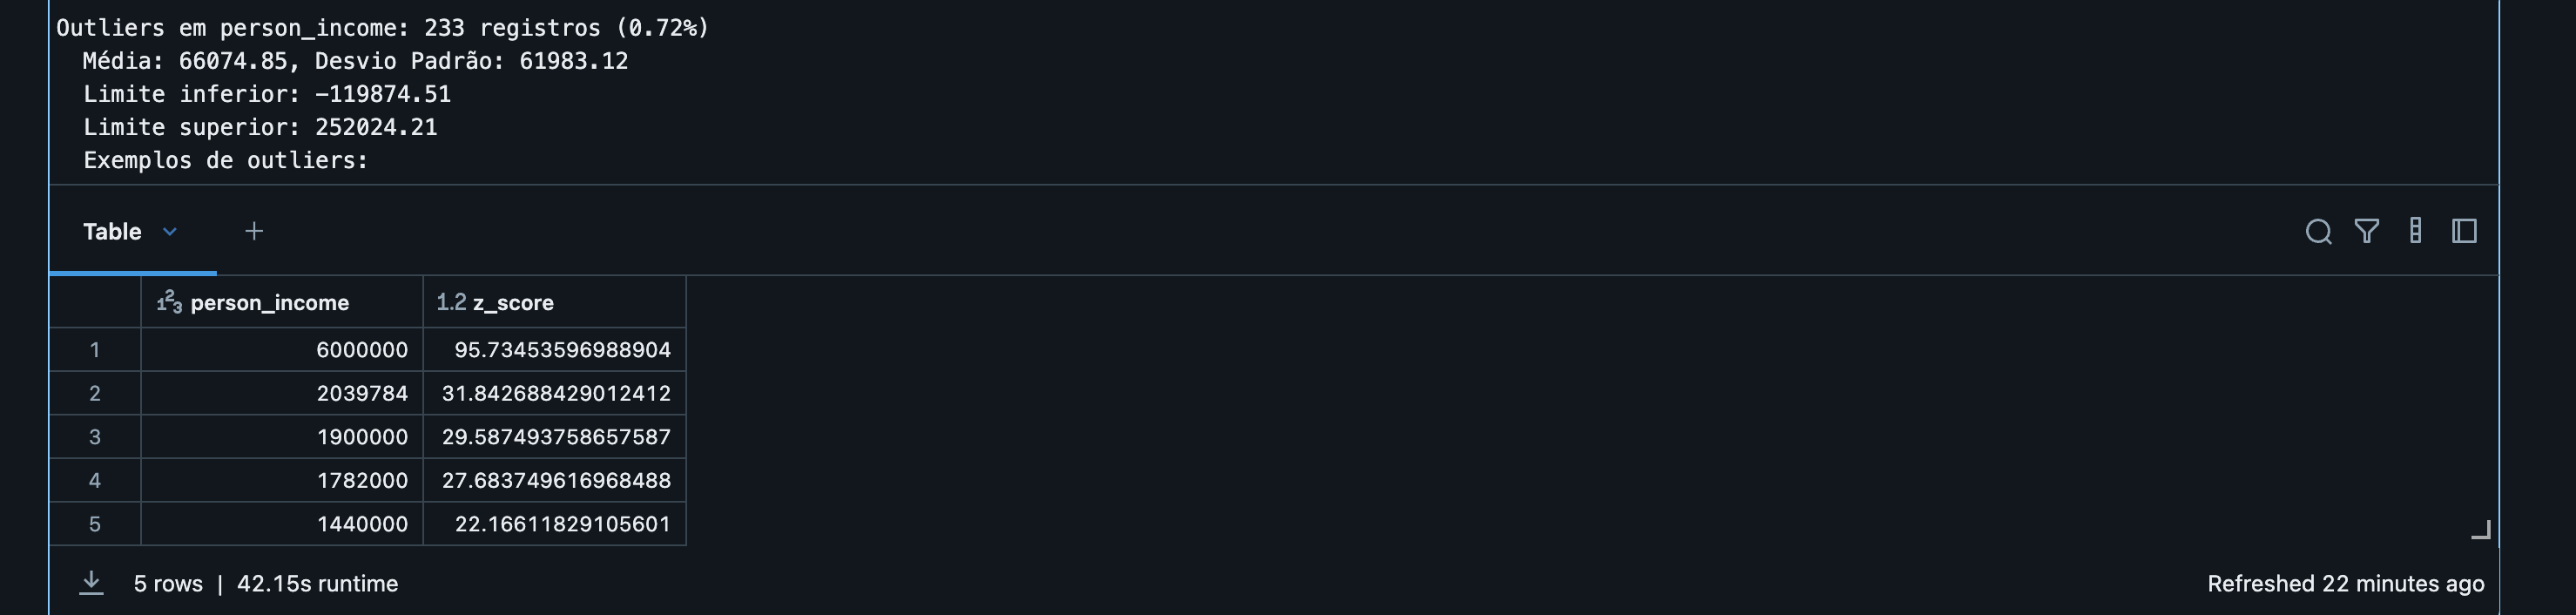 Outliers em person_income: 233 registros (0.72%)
Média: 66074.85, Desvio Padrão: 61983.12
Limite inferior: -119874.51
Limite superior: 252024.21
Exemplos de outliers:
Table
123 person_income 1.2 z_score
1 6000000 95.73453596988904
2 2039784 31.842688429012412
3 1900000 29.587493758657587
4 1782000 27.683749616968488
5 1440000 22.16611829105601
5 rows | 42.15s runtime Refreshed 22 minutes ago